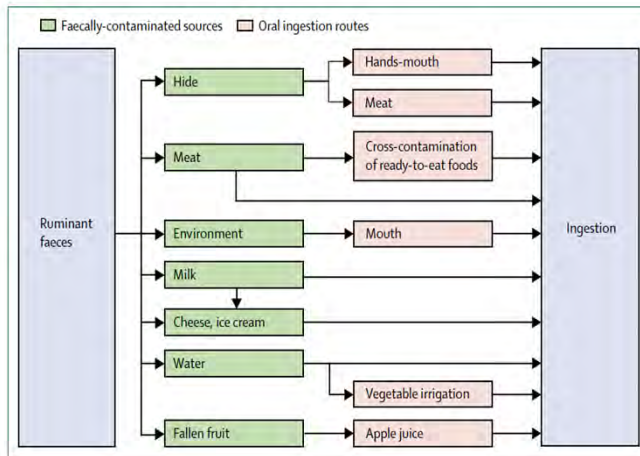 Faecally-contaminated sources
Oral ingestion routes
Ruminant
faeces
Hide
Hands-mouth
Meat
Meat
Cross-contamination
of ready-to-eat foods
Environment
Mouth
Milk
Cheese, ice cream
Water
Vegetable irrigation
Fallen fruit
Apple juice
Ingestion